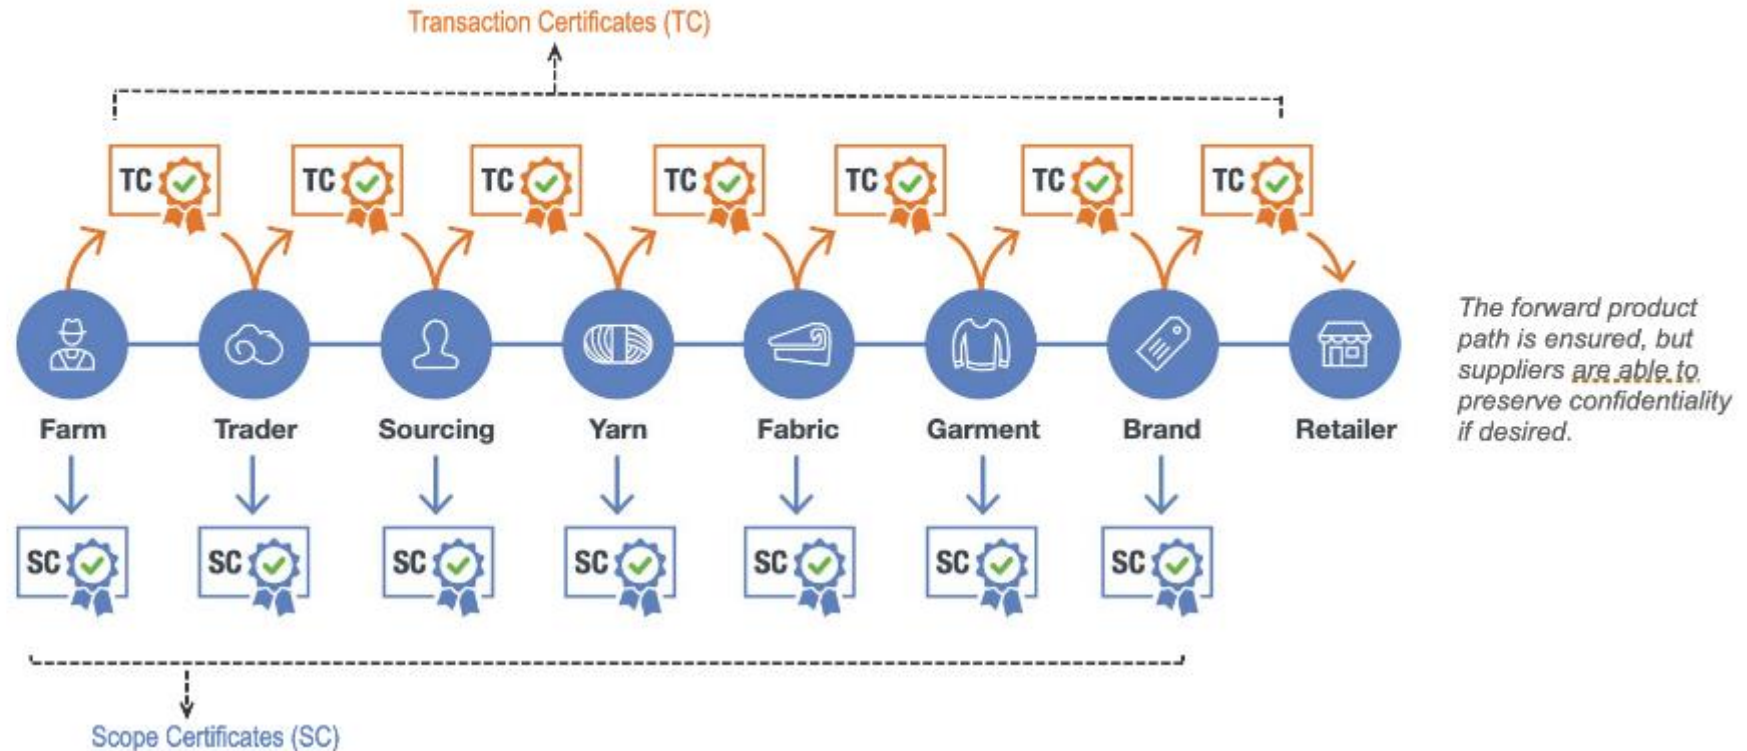 Transaction Certificates (TC)
TC
TC
TC
TC
TC
TC
TC
Farm
Trader
Sourcing
Yarn
Fabric
Garment
Brand
Retailer
The forward product
path is ensured, but
suppliers are able to
preserve confidentiality
if desired.
SC
SC
SC
SC
SC
SC
SC
Scope Certificates (SC)